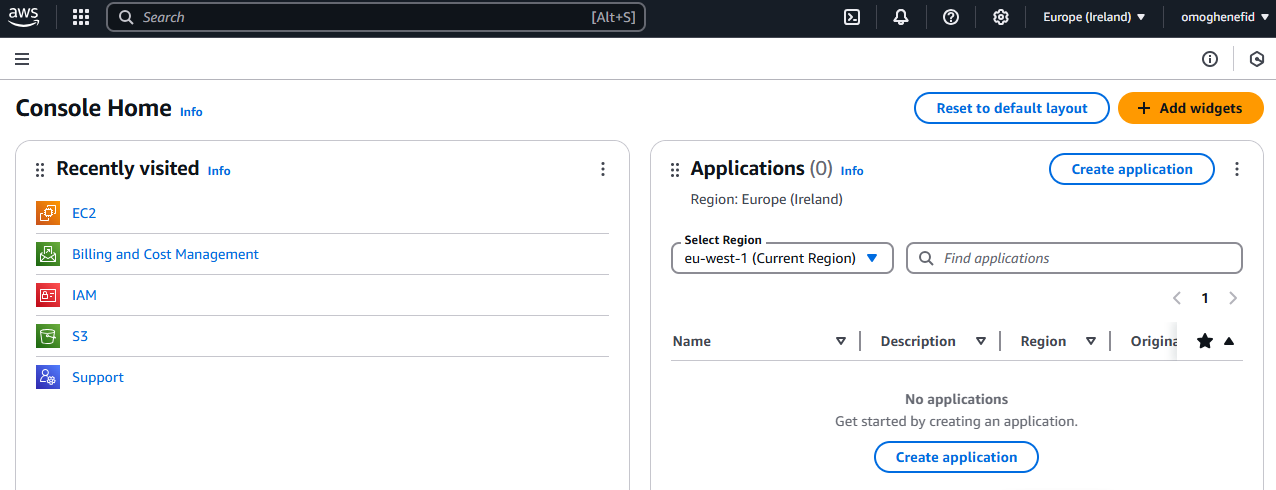 aws
Search [Alt+S]
Europe (Ireland)
omoghenefid
Console Home Info
Reset to default layout
Add widgets
Recently visited Info
EC2
Billing and Cost Management
IAM
S3
Support
Applications (0) Info
Create application
Region: Europe (Ireland)
Select Region
eu-west-1 (Current Region)
Find applications
1
Name Description Region Origina
No applications
Get started by creating an application.
Create application